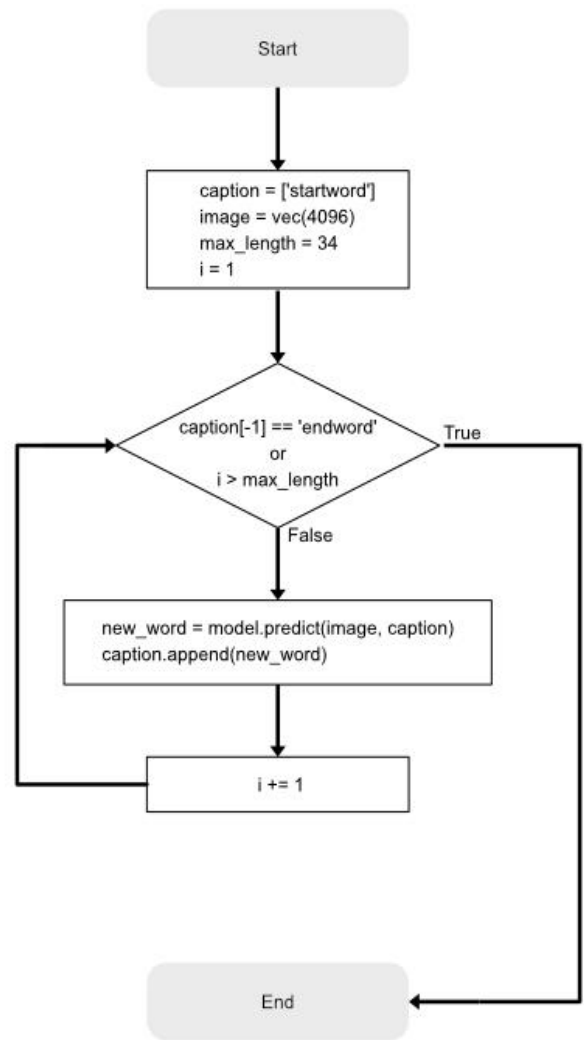 Start
caption = ['startword']
image = vec(4096)
max_length = 34
i = 1
caption[-1] == 'endword'
or
i > max_length
True
False
new_word = model.predict(image, caption)
caption.append(new_word)
i += 1
End